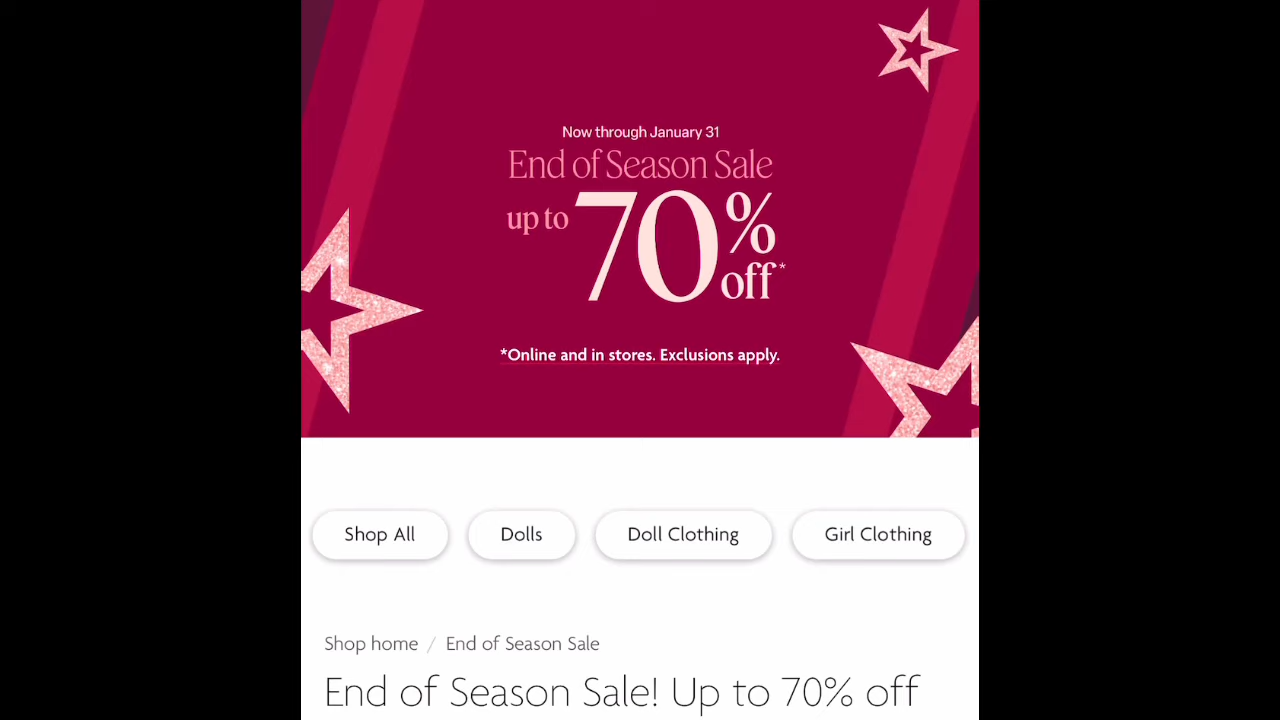 Now through January 31
End of Season Sale
up to 70% off*
*Online and in stores. Exclusions apply.
Shop All Dolls Doll Clothing Girl Clothing
Shop home / End of Season Sale
End of Season Sale! Up to 70% off